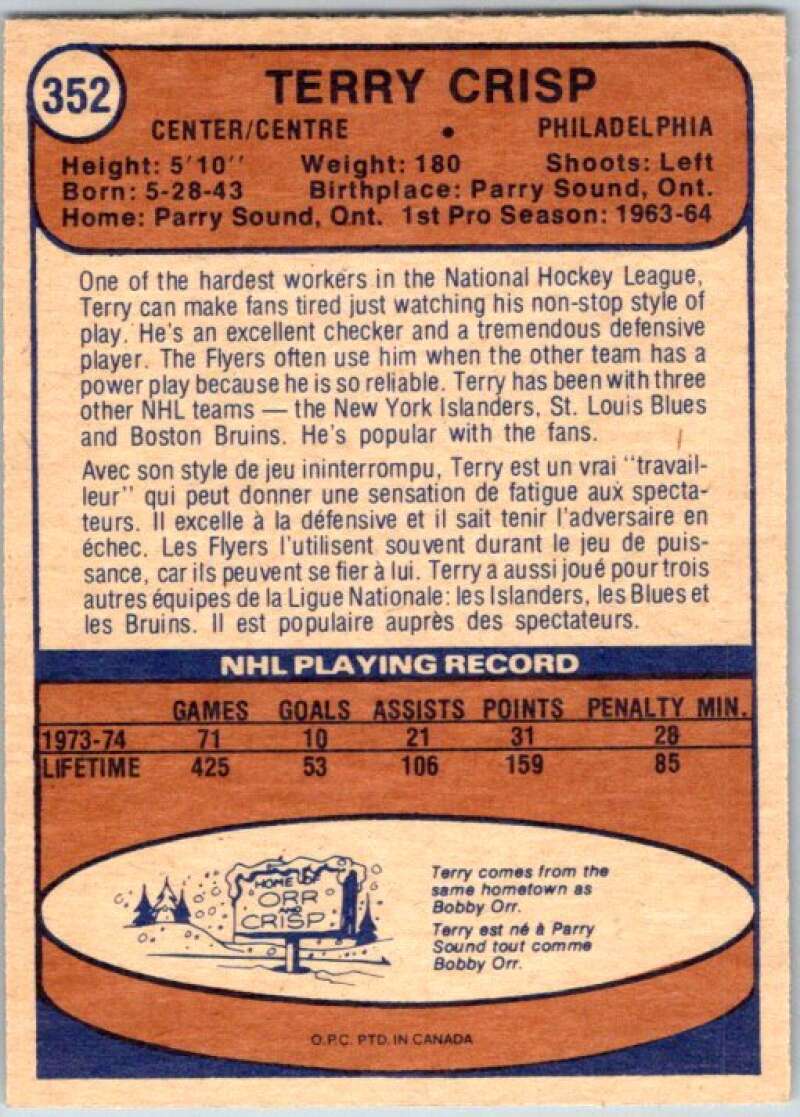 352
TERRY CRISP
CENTER/CENTRE • PHILADELPHIA
Height: 5'10'' Weight: 180 Shoots: Left
Born: 5-28-43 Birthplace: Parry Sound, Ont.
Home: Parry Sound, Ont. 1st Pro Season: 1963-64
One of the hardest workers in the National Hockey League,
Terry can make fans tired just watching his non-stop style of
play. He's an excellent checker and a tremendous defensive
player. The Flyers often use him when the other team has a
power play because he is so reliable. Terry has been with three
other NHL teams — the New York Islanders, St. Louis Blues
and Boston Bruins. He's popular with the fans.
Avec son style de jeu ininterrompu, Terry est un vrai "travail-
leur" qui peut donner une sensation de fatigue aux specta-
teurs. Il excelle à la défensive et il sait tenir l'adversaire en
échec. Les Flyers l'utilisent souvent durant le jeu de puis-
sance, car ils peuvent se fier à lui. Terry a aussi joué pour trois
autres équipes de la Ligue Nationale: les Islanders, les Blues et
les Bruins. Il est populaire auprès des spectateurs.
NHL PLAYING RECORD
GAMES GOALS ASSISTS POINTS PENALTY MIN.
1973-74 71 10 21 31 28
LIFETIME 425 53 106 159 85
HOME OF
ORR
AND
CRISP
Terry comes from the
same hometown as
Bobby Orr.
Terry est né à Parry
Sound tout comme
Bobby Orr.
O.P.C. PTD. IN CANADA